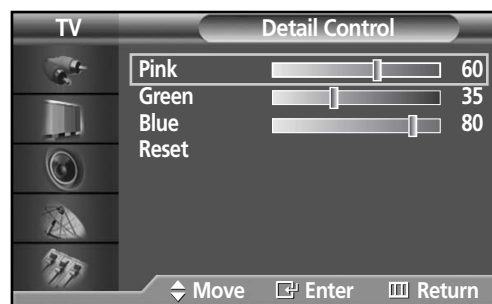 TV Detail Control
Pink 60
Green 35
Blue 80
Reset
Move Enter Return